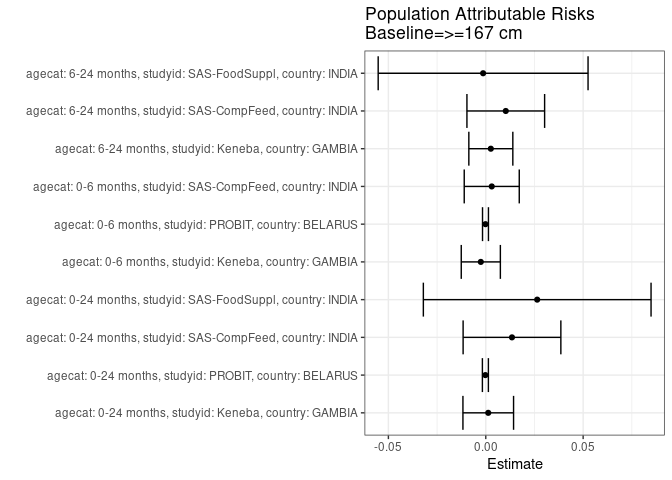 Population Attributable Risks
Baseline=>=167 cm
agecat: 6-24 months, studyid: SAS-FoodSuppl, country: INDIA
agecat: 6-24 months, studyid: SAS-CompFeed, country: INDIA
agecat: 6-24 months, studyid: Keneba, country: GAMBIA
agecat: 0-6 months, studyid: SAS-CompFeed, country: INDIA
agecat: 0-6 months, studyid: PROBIT, country: BELARUS
agecat: 0-6 months, studyid: Keneba, country: GAMBIA
agecat: 0-24 months, studyid: SAS-FoodSuppl, country: INDIA
agecat: 0-24 months, studyid: SAS-CompFeed, country: INDIA
agecat: 0-24 months, studyid: PROBIT, country: BELARUS
agecat: 0-24 months, studyid: Keneba, country: GAMBIA
-0.05 0.00 0.05
Estimate